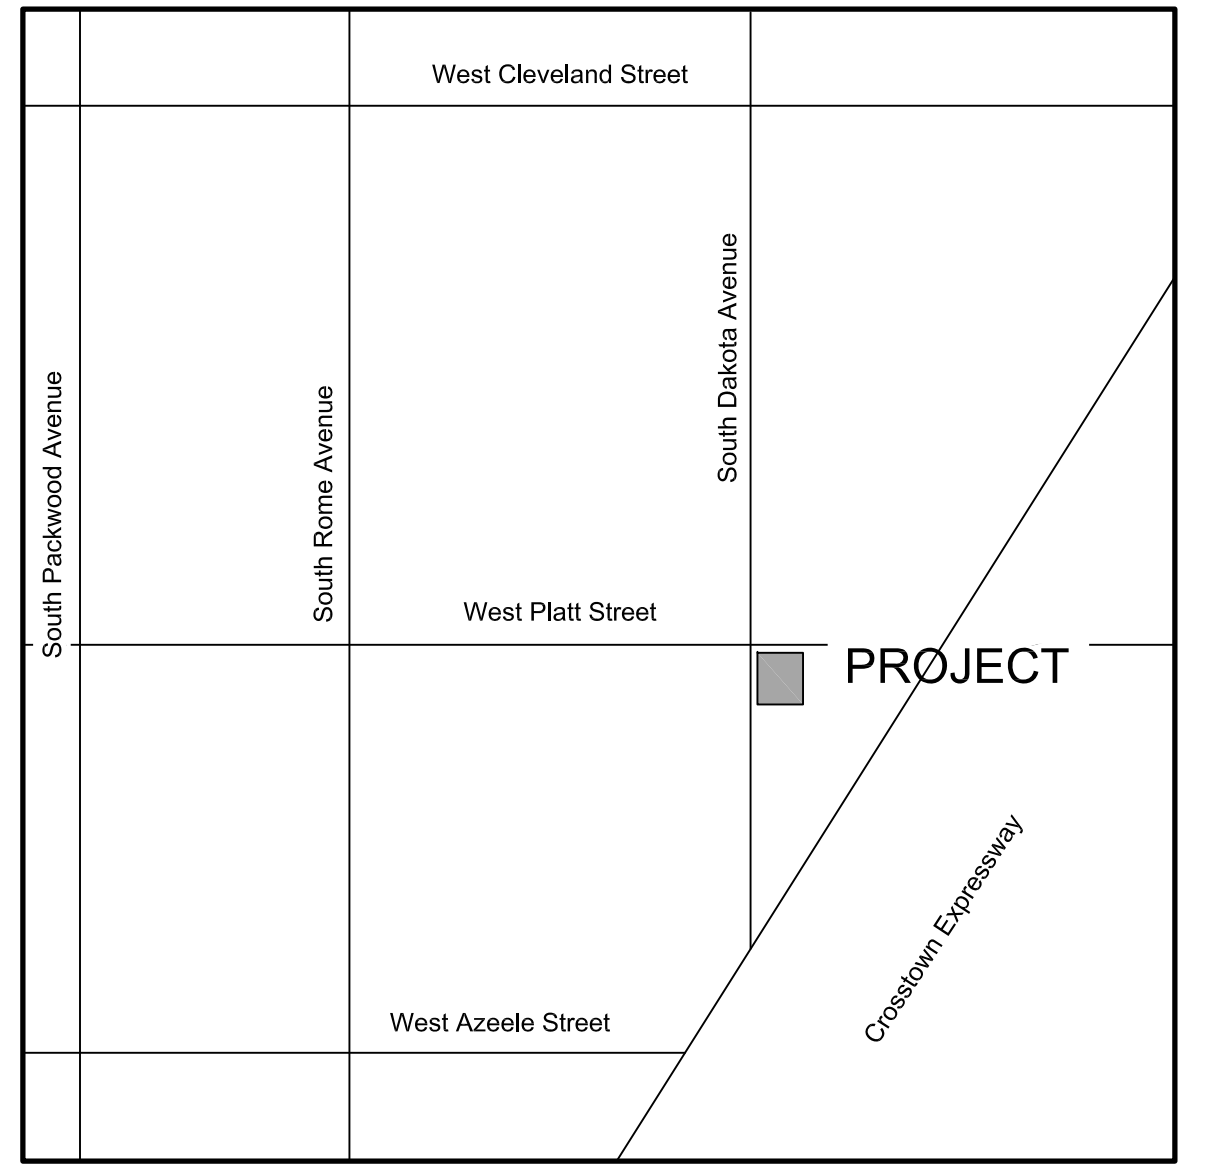 West Cleveland Street
South Dakota Avenue
South Packwood Avenue
South Rome Avenue
West Platt Street
PROJECT
Crosstown Expressway
West Azeele Street